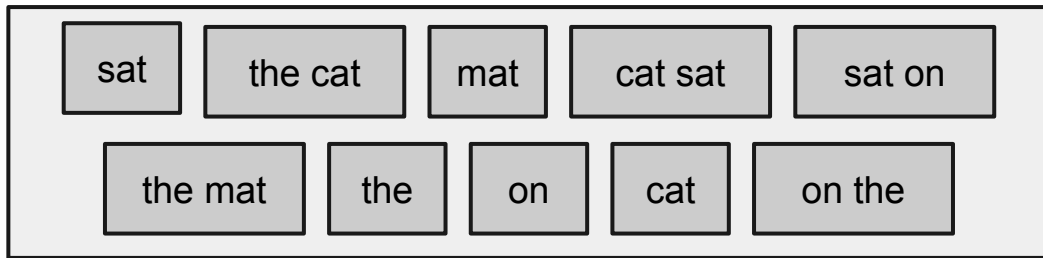 sat the cat mat cat sat sat on
the mat the on cat on the